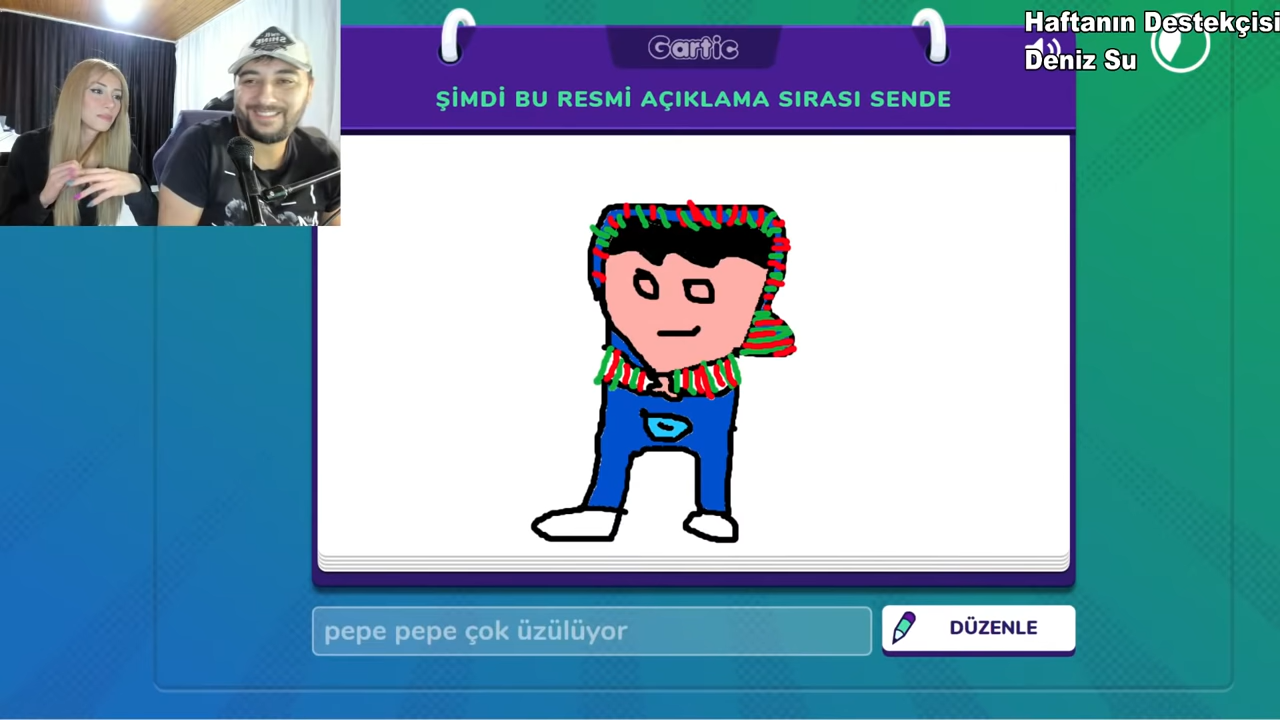 Haftanın Destekçisi
Deniz Su
Gartic
ŞİMDİ BU RESMİ AÇIKLAMA SIRASI SENDE
pepe pepe çok üzülüyor
DÜZENLE